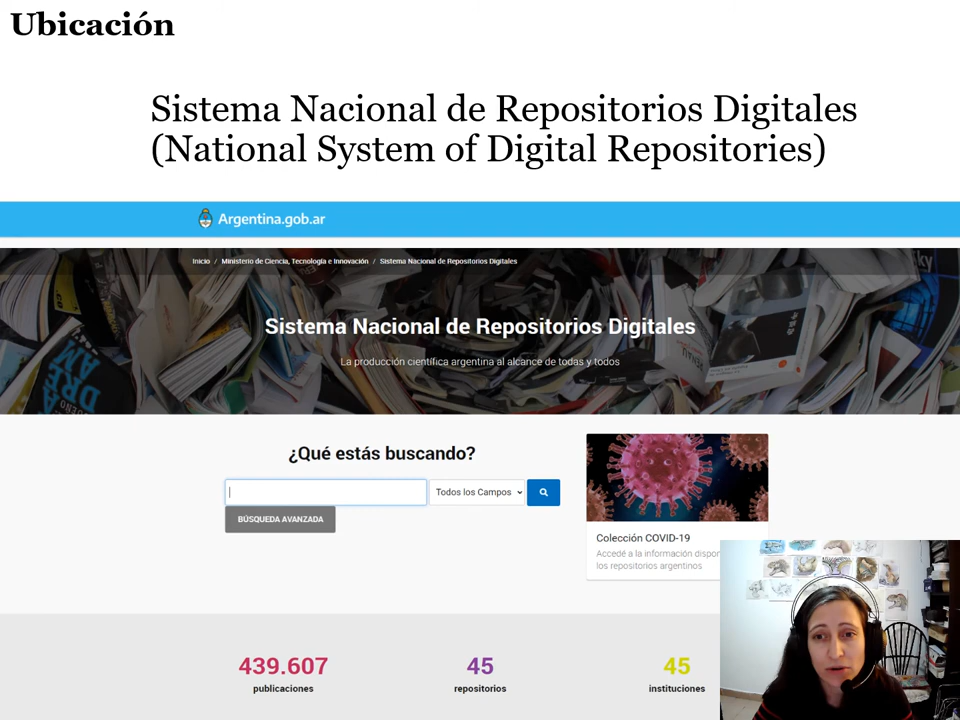 Ubicación
Sistema Nacional de Repositorios Digitales
(National System of Digital Repositories)
Argentina.gob.ar
Inicio / Ministerio de Ciencia, Tecnología e Innovación / Sistema Nacional de Repositorios Digitales
Sistema Nacional de Repositorios Digitales
La producción científica argentina al alcance de todas y todos
¿Qué estás buscando?
Todos los Campos
BÚSQUEDA AVANZADA
Colección COVID-19
Accedé a la información
los repositorios argentinos
439.607
publicaciones
45
repositorios
45
instituciones